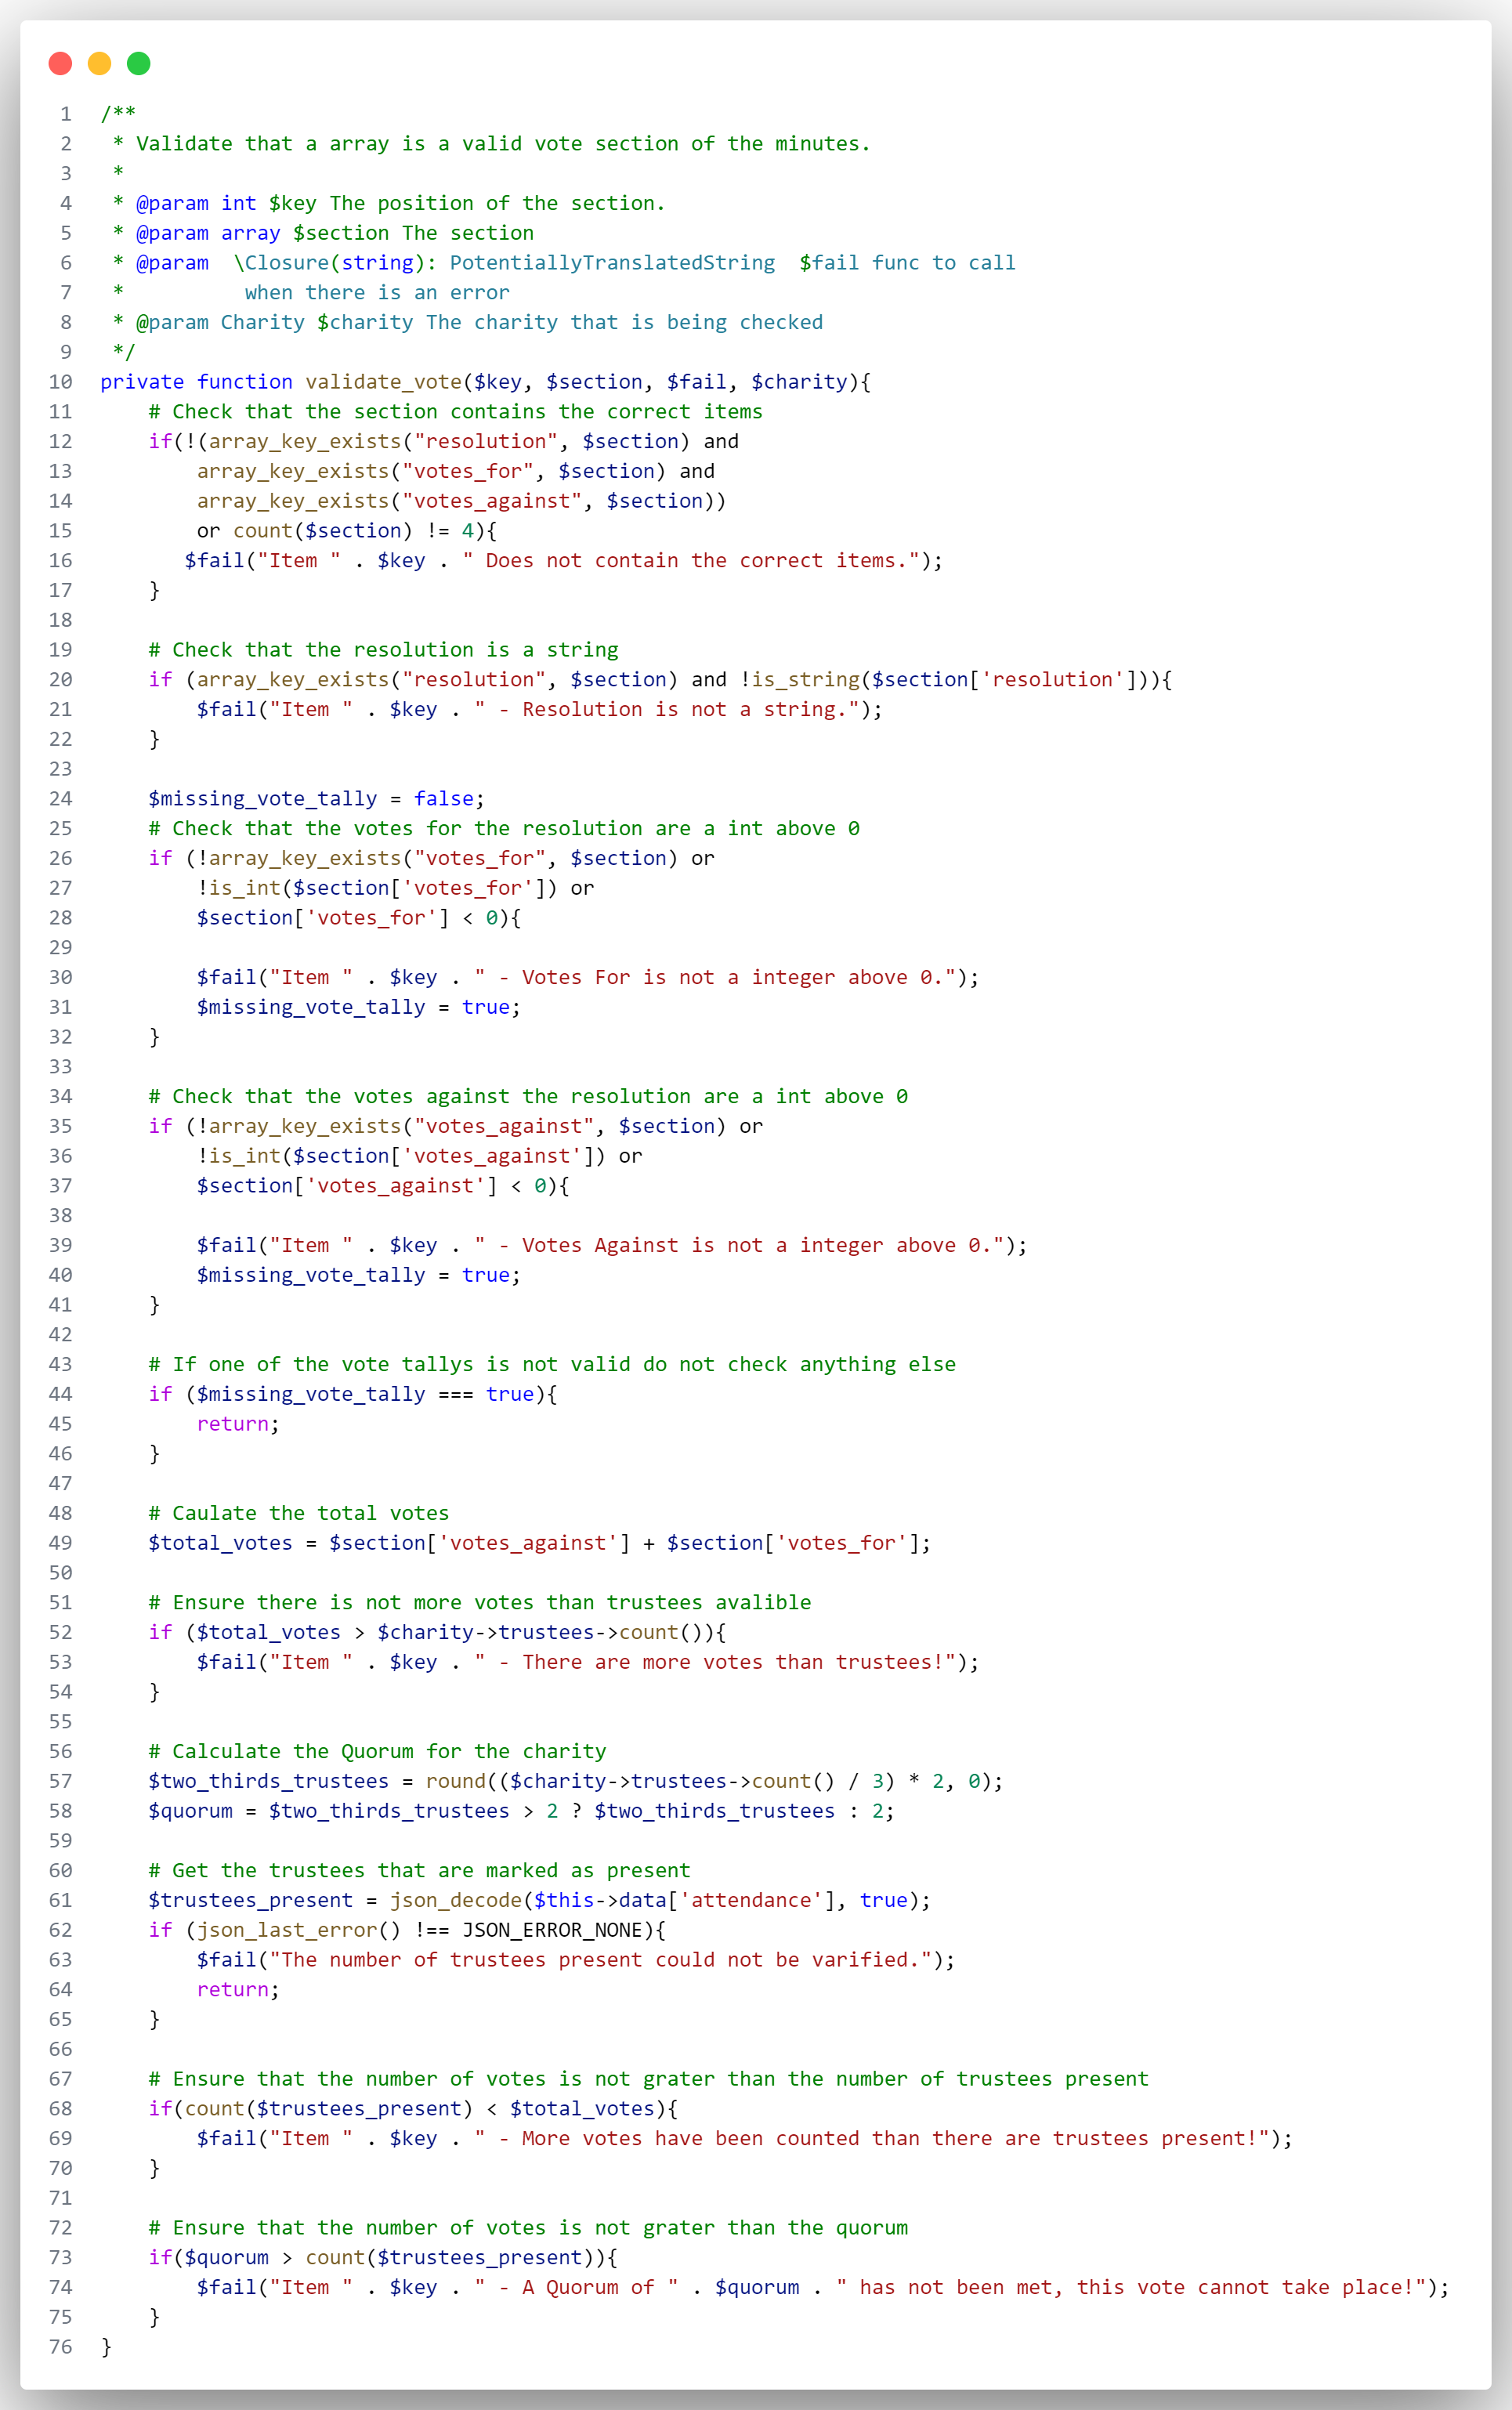 1 /**
2  * Validate that a array is a valid vote section of the minutes.
3  *
4  * @param int $key The position of the section.
5  * @param array $section The section
6  * @param  \Closure(string): PotentiallyTranslatedString  $fail func to call
7  *          when there is an error
8  * @param Charity $charity The charity that is being checked
9  */
10 private function validate_vote($key, $section, $fail, $charity){
11     # Check that the section contains the correct items
12     if(!(array_key_exists("resolution", $section) and
13         array_key_exists("votes_for", $section) and
14         array_key_exists("votes_against", $section))
15         or count($section) != 4){
16        $fail("Item " . $key . " Does not contain the correct items.");
17     }
18
19     # Check that the resolution is a string
20     if (array_key_exists("resolution", $section) and !is_string($section['resolution'])){
21         $fail("Item " . $key . " - Resolution is not a string.");
22     }
23
24     $missing_vote_tally = false;
25     # Check that the votes for the resolution are a int above 0
26     if (!array_key_exists("votes_for", $section) or
27         !is_int($section['votes_for']) or
28         $section['votes_for'] < 0){
29
30         $fail("Item " . $key . " - Votes For is not a integer above 0.");
31         $missing_vote_tally = true;
32     }
33
34     # Check that the votes against the resolution are a int above 0
35     if (!array_key_exists("votes_against", $section) or
36         !is_int($section['votes_against']) or
37         $section['votes_against'] < 0){
38
39         $fail("Item " . $key . " - Votes Against is not a integer above 0.");
40         $missing_vote_tally = true;
41     }
42
43     # If one of the vote tallys is not valid do not check anything else
44     if ($missing_vote_tally === true){
45         return;
46     }
47
48     # Caulate the total votes
49     $total_votes = $section['votes_against'] + $section['votes_for'];
50
51     # Ensure there is not more votes than trustees avalible
52     if ($total_votes > $charity->trustees->count()){
53         $fail("Item " . $key . " - There are more votes than trustees!");
54     }
55
56     # Calculate the Quorum for the charity
57     $two_thirds_trustees = round(($charity->trustees->count() / 3) * 2, 0);
58     $quorum = $two_thirds_trustees > 2 ? $two_thirds_trustees : 2;
59
60     # Get the trustees that are marked as present
61     $trustees_present = json_decode($this->data['attendance'], true);
62     if (json_last_error() !== JSON_ERROR_NONE){
63         $fail("The number of trustees present could not be varified.");
64         return;
65     }
66
67     # Ensure that the number of votes is not grater than the number of trustees present
68     if(count($trustees_present) < $total_votes){
69         $fail("Item " . $key . " - More votes have been counted than there are trustees present!");
70     }
71
72     # Ensure that the number of votes is not grater than the quorum
73     if($quorum > count($trustees_present)){
74         $fail("Item " . $key . " - A Quorum of " . $quorum . " has not been met, this vote cannot take place!");
75     }
76 }